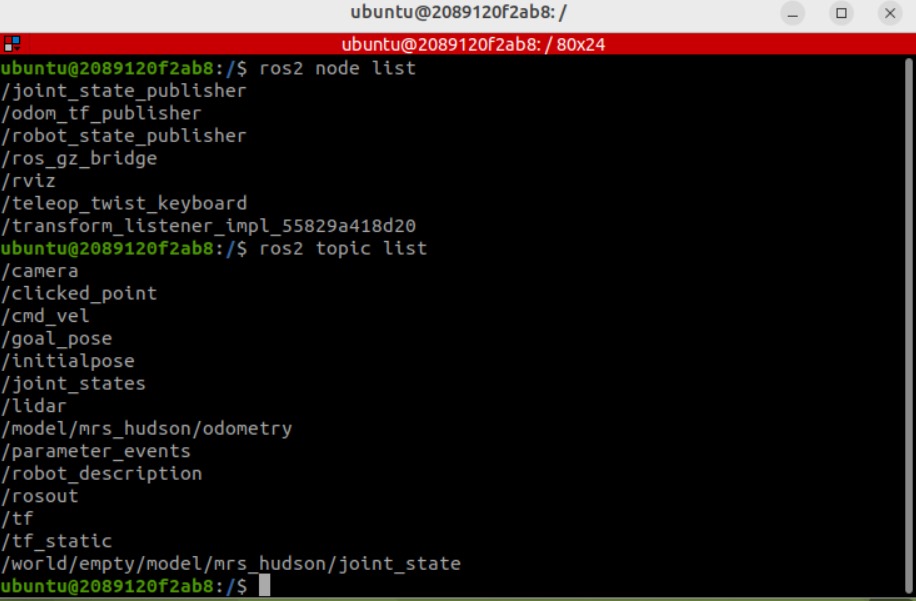 ubuntu@2089120f2ab8: /
ubuntu@2089120f2ab8: / 80x24
ubuntu@2089120f2ab8:/$ ros2 node list
/joint_state_publisher
/odom_tf_publisher
/robot_state_publisher
/ros_gz_bridge
/rviz
/teleop_twist_keyboard
/transform_listener_impl_55829a418d20
ubuntu@2089120f2ab8:/$ ros2 topic list
/camera
/clicked_point
/cmd_vel
/goal_pose
/initialpose
/joint_states
/lidar
/model/mrs_hudson/odometry
/parameter_events
/robot_description
/rosout
/tf
/tf_static
/world/empty/model/mrs_hudson/joint_state
ubuntu@2089120f2ab8:/$